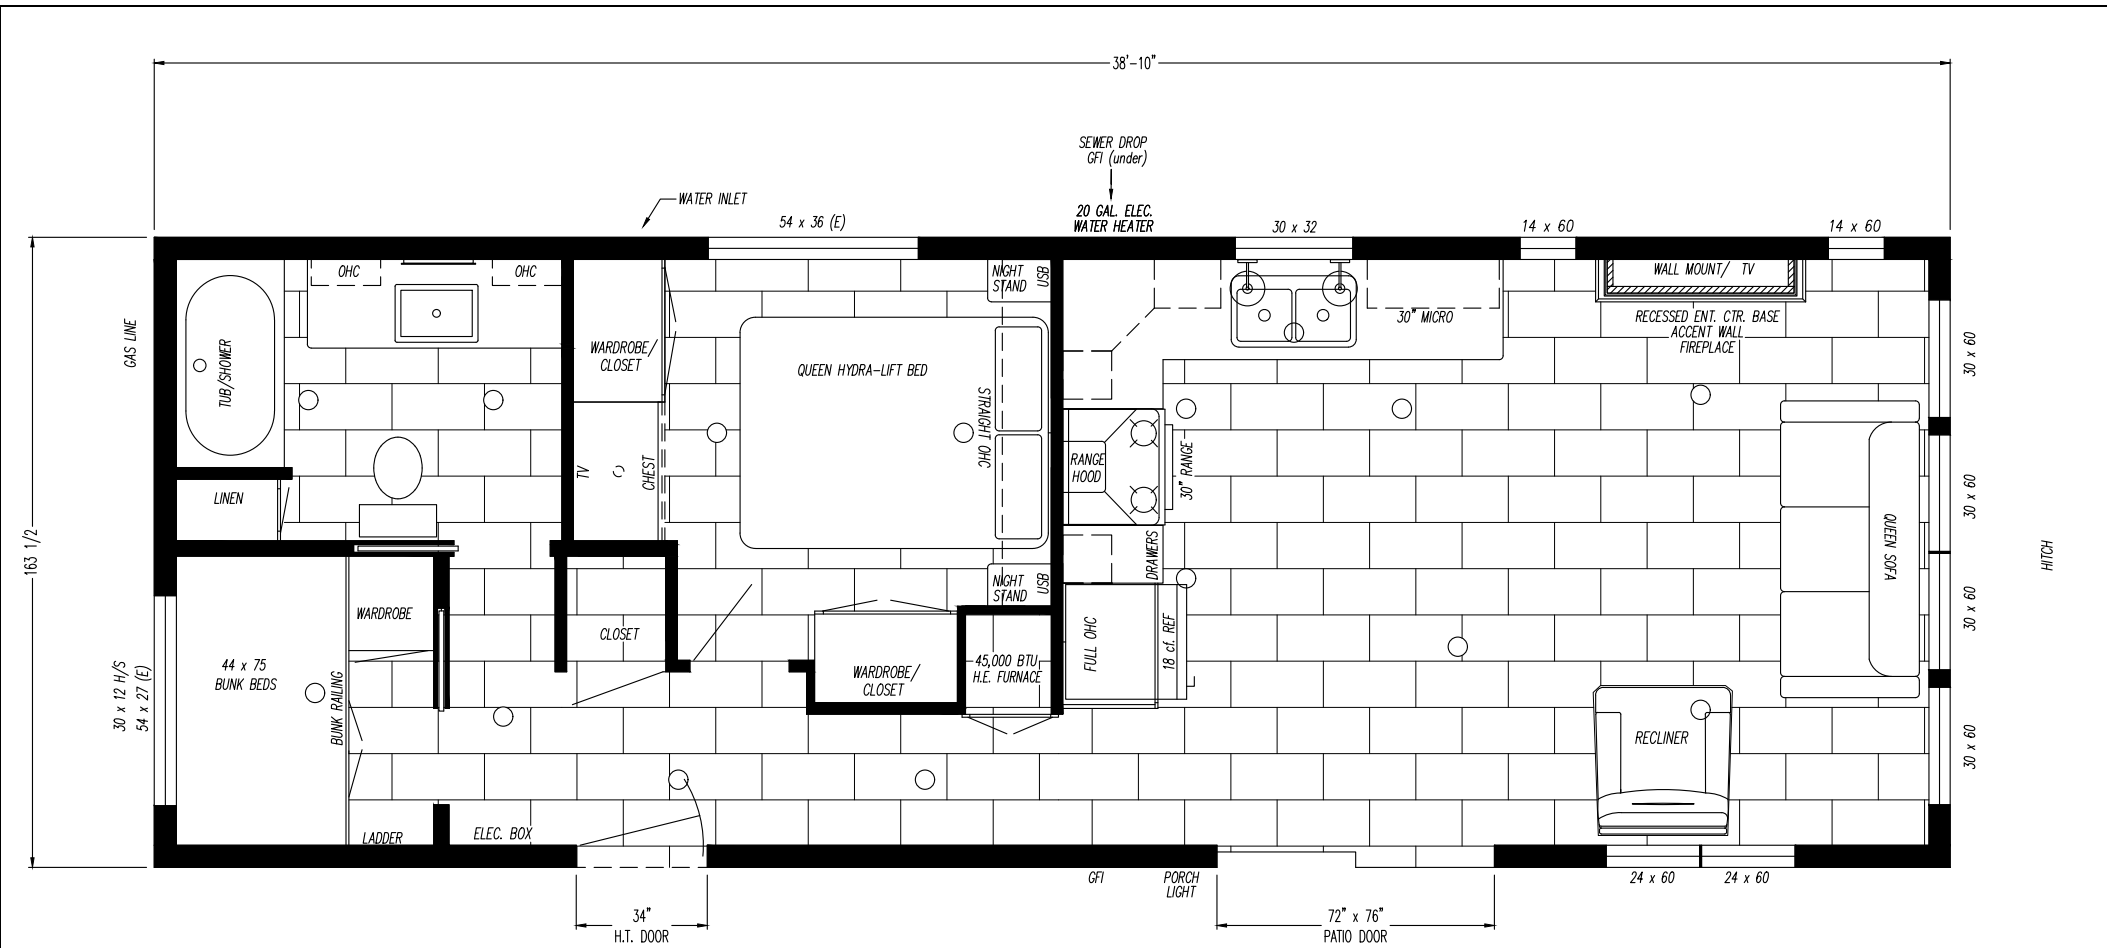 38'-10"
SEWER DROP
GFI (under)
WATER INLET
20 GAL. ELEC.
WATER HEATER
54 x 36 (E)
30 x 32
14 x 60
14 x 60
OHC
OHC
NIGHT
STAND
USB
WALL MOUNT/ TV
GAS LINE
TUB/SHOWER
WARDROBE/
CLOSET
QUEEN HYDRA-LIFT BED
STRAIGHT OHC
30" MICRO
RECESSED ENT. CTR. BASE
ACCENT WALL
FIREPLACE
30 x 60
LINEN
TV
CHEST
RANGE
HOOD
30" RANGE
30 x 60
QUEEN SOFA
163 1/2
HITCH
DRAWERS
NIGHT
STAND
USB
WARDROBE
CLOSET
FULL OHC
18 cf. REF
30 x 60
30 x 12 H/S
54 x 27 (E)
44 x 75
BUNK BEDS
BUNK RAILING
WARDROBE/
CLOSET
45,000 BTU
H.E. FURNACE
RECLINER
30 x 60
LADDER
ELEC. BOX
GFI
PORCH
LIGHT
24 x 60
24 x 60
34"
H.T. DOOR
72" x 76"
PATIO DOOR